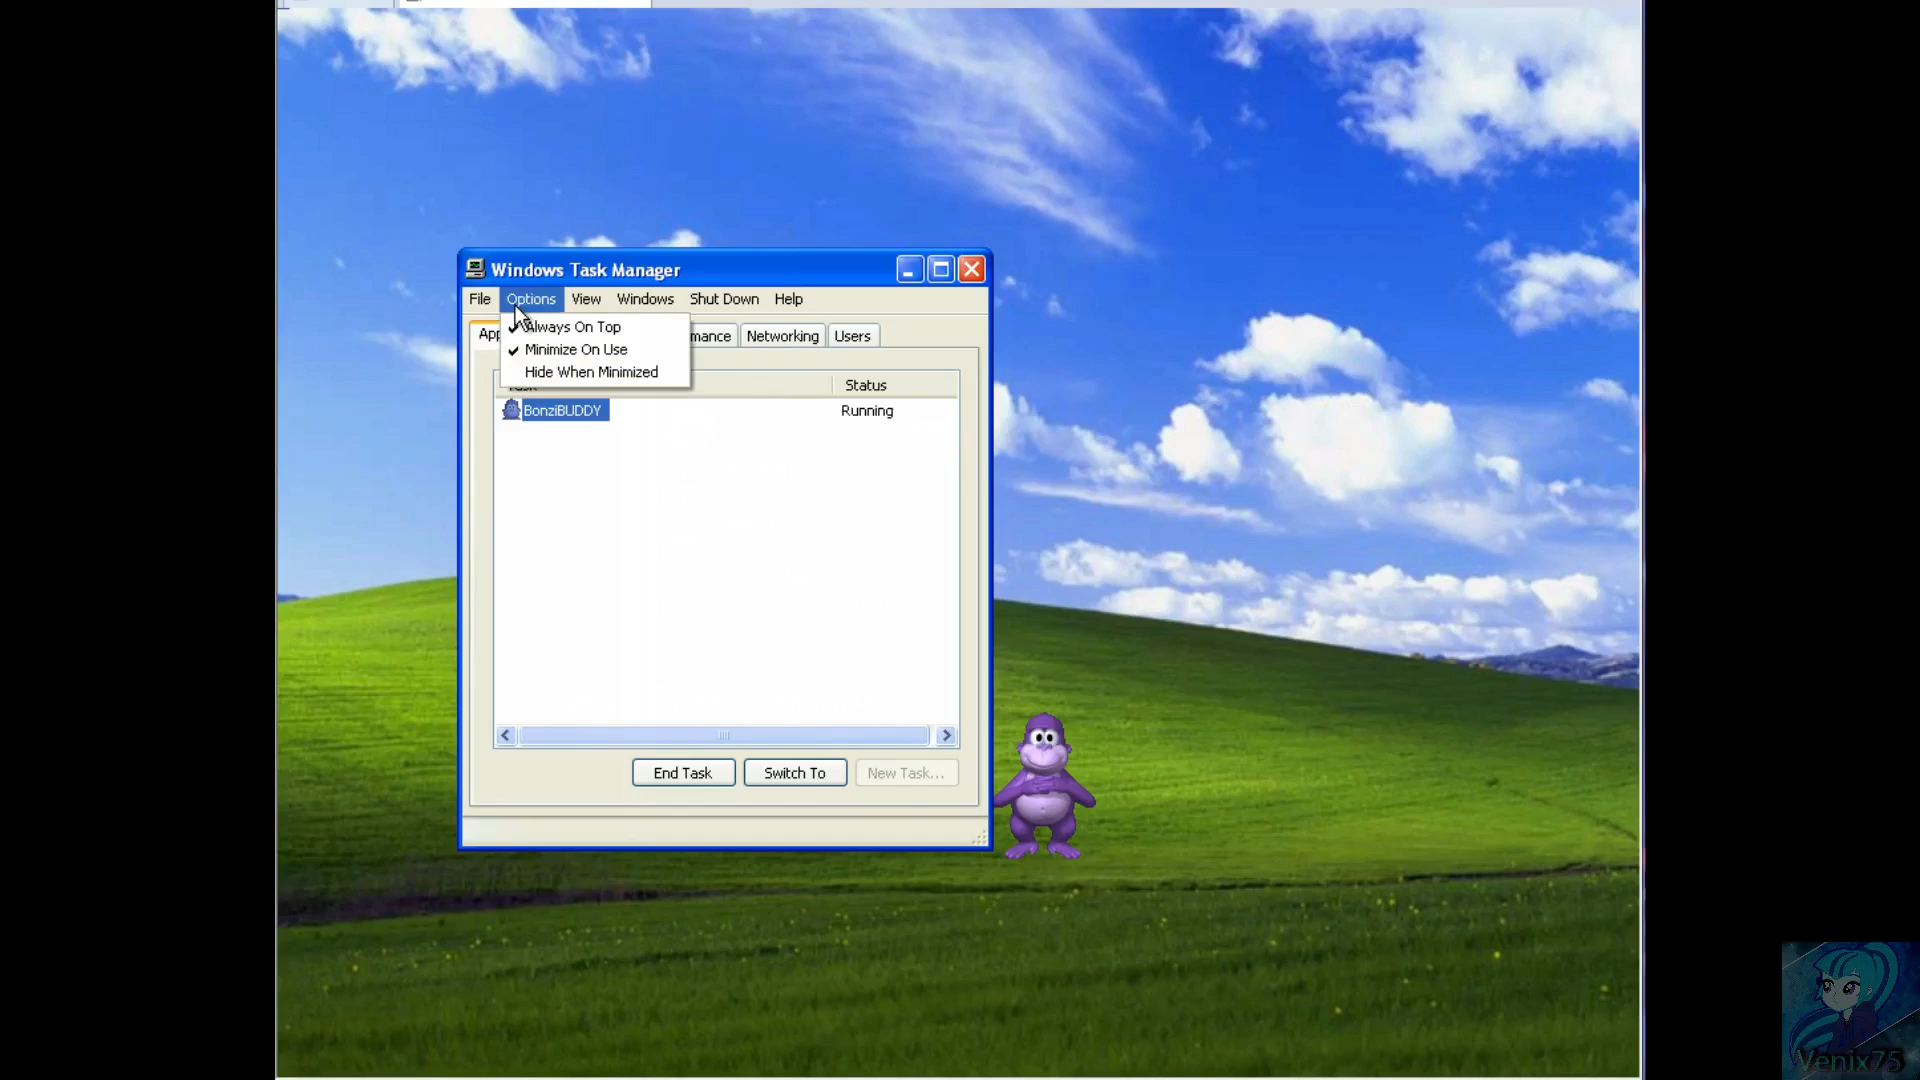 Windows Task Manager
File Options View Windows Shut Down Help
Always On Top
Minimize On Use
Hide When Minimized
App
mance
Networking
Users
Task
Status
BonziBUDDY
Running
End Task
Switch To
New Task...
Venix75